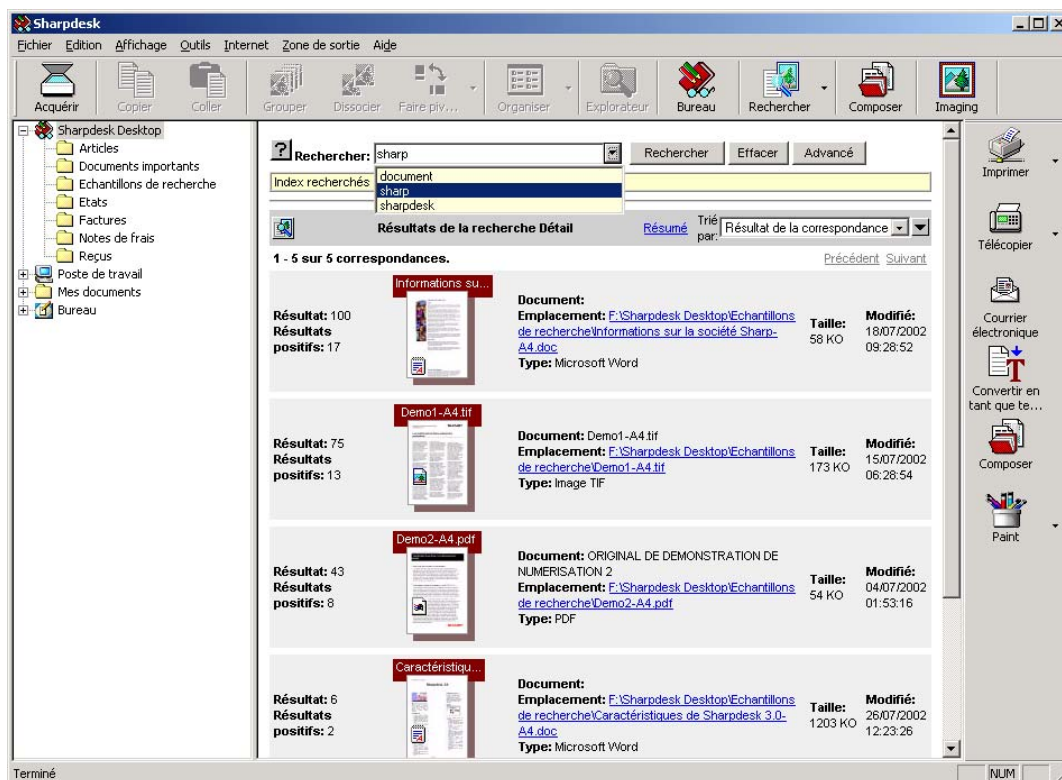 Sharpdesk
Fichier Edition Affichage Outils Internet Zone de sortie Aide
Acquérir Copier Coller Grouper Dissocier Faire piv... Organiser Explorateur Bureau Rechercher Composer Imaging
Sharpdesk Desktop
Articles
Documents importants
Echantillons de recherche
Etats
Factures
Notes de frais
Reçus
Poste de travail
Mes documents
Bureau
? Rechercher: sharp Rechercher Effacer Advancé
Index recherchés
document
sharp
sharpdesk
Résultats de la recherche Détail Résumé Trié par: Résultat de la correspondance
1 - 5 sur 5 correspondances. Précédent Suivant
Informations su...
Résultat: 100
Résultats
positifs: 17
Document:
Emplacement: F:\Sharpdesk Desktop\Echantillons
de recherche\Informations sur la société Sharp-
A4.doc
Type: Microsoft Word
Taille:
58 KO
Modifié:
18/07/2002
09:28:52
Demo1-A4.tif
Résultat: 75
Résultats
positifs: 13
Document: Demo1-A4.tif
Emplacement: F:\Sharpdesk Desktop\Echantillons
de recherche\Demo1-A4.tif
Type: Image TIF
Taille:
173 KO
Modifié:
15/07/2002
06:28:54
Demo2-A4.pdf
Résultat: 43
Résultats
positifs: 8
Document: ORIGINAL DE DEMONSTRATION DE
NUMERISATION 2
Emplacement: F:\Sharpdesk Desktop\Echantillons
de recherche\Demo2-A4.pdf
Type: PDF
Taille:
54 KO
Modifié:
04/07/2002
01:53:16
Caractéristiqu...
Résultat: 6
Résultats
positifs: 2
Document:
Emplacement: F:\Sharpdesk Desktop\Echantillons
de recherche\Caractéristiques de Sharpdesk 3.0-
A4.doc
Type: Microsoft Word
Taille:
1203 KO
Modifié:
26/07/2002
12:23:26
Imprimer
Télécopier
Courrier
électronique
Convertir en
tant que te...
Composer
Paint
Terminé NUM